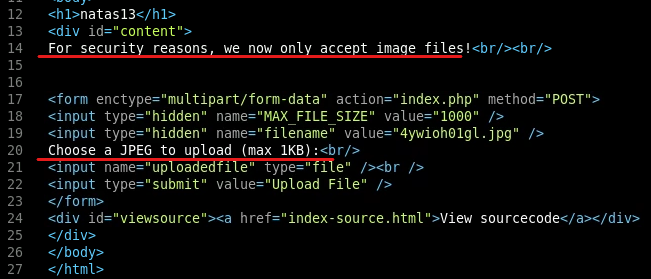 12 <h1>natas13</h1>
13 <div id="content">
14 For security reasons, we now only accept image files!<br/><br/>
15
16
17 <form enctype="multipart/form-data" action="index.php" method="POST">
18 <input type="hidden" name="MAX_FILE_SIZE" value="1000" />
19 <input type="hidden" name="filename" value="4ywioh01gl.jpg" />
20 Choose a JPEG to upload (max 1KB):<br/>
21 <input name="uploadedfile" type="file" /><br />
22 <input type="submit" value="Upload File" />
23 </form>
24 <div id="viewsource"><a href="index-source.html">View sourcecode</a></div>
25 </div>
26 </body>
27 </html>